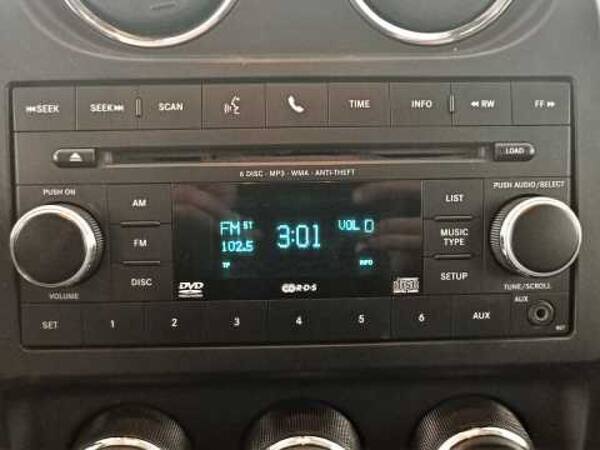 ⏮SEEK SEEK⏭ SCAN TIME INFO ◀◀ RW FF ▶▶
LOAD
6 DISC · MP3 · WMA · ANTI-THEFT
PUSH ON
PUSH AUDIO/SELECT
AM
FM
DISC
FM ST
102.5
3:01
VOL 0
TP
INFO
DVD
R·D·S
LIST
MUSIC
TYPE
SETUP
VOLUME
TUNE/SCROLL
SET 1 2 3 4 5 6 AUX
AUX